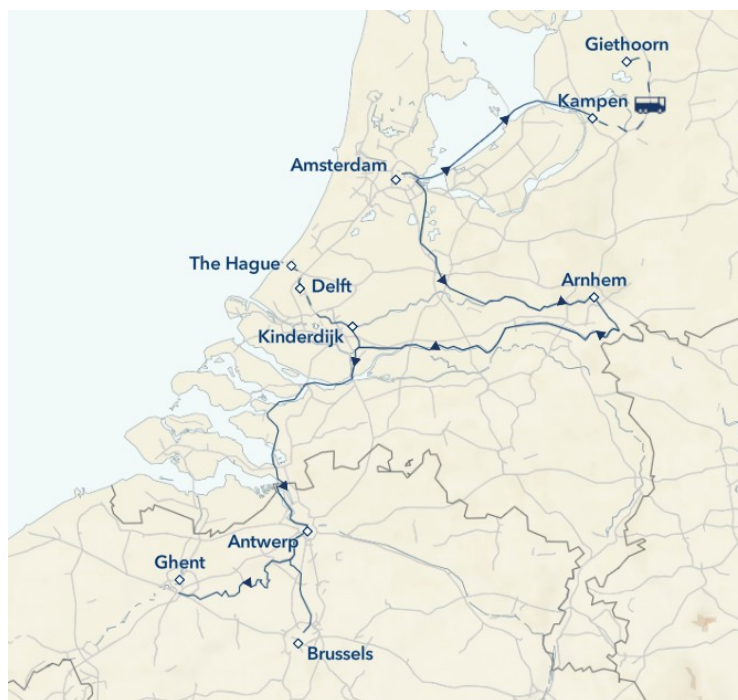 Giethoorn
Kampen
Amsterdam
The Hague
Delft
Arnhem
Kinderdijk
Antwerp
Ghent
Brussels